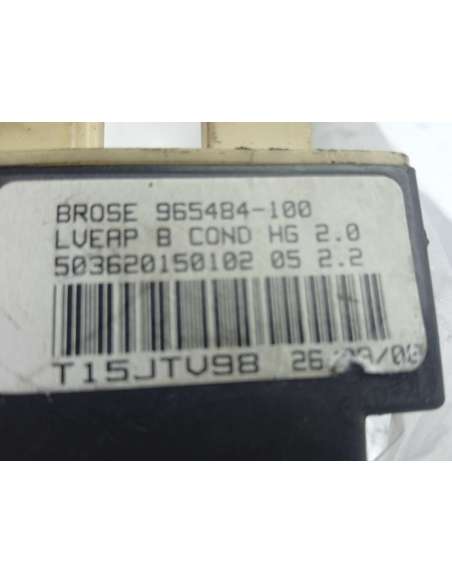 BROSE 965484-100
LVEAP B COND HG 2.0
503620150102 05 2.2
T15JTV98